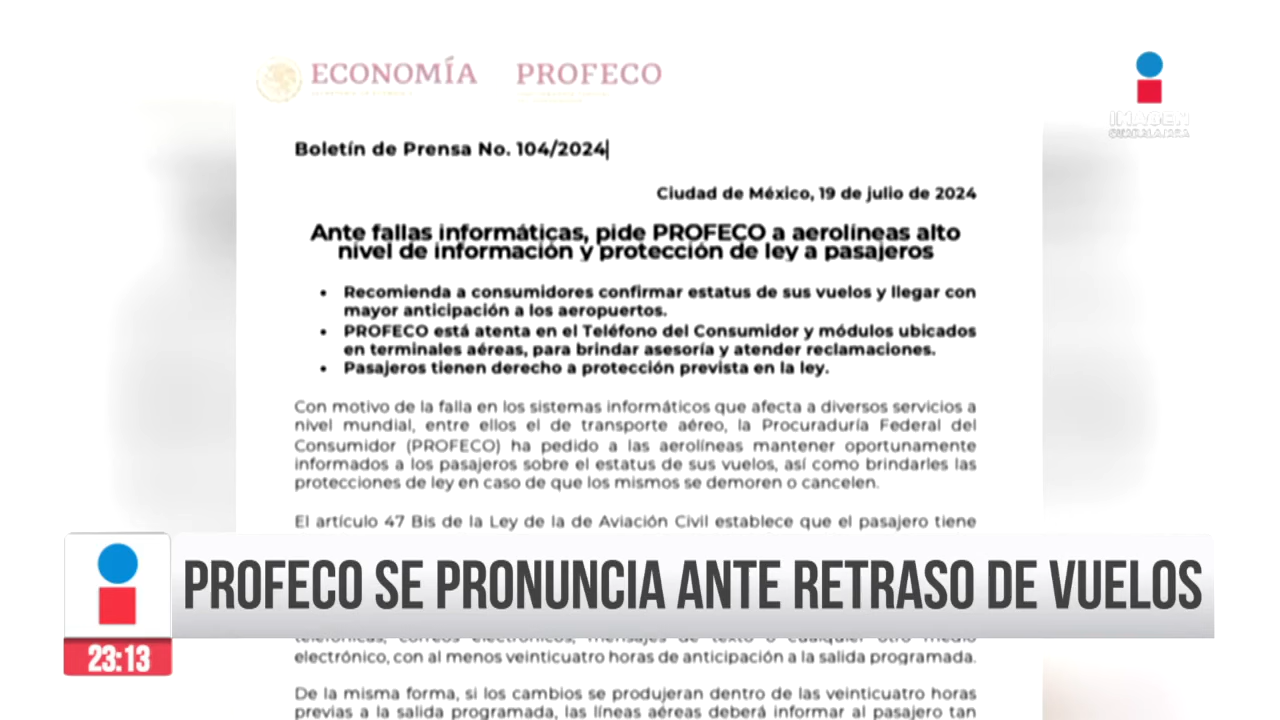 ECONOMÍA PROFECO
IMAGEN
Boletín de Prensa No. 104/2024
Ciudad de México, 19 de julio de 2024
Ante fallas informáticas, pide PROFECO a aerolíneas alto
nivel de información y protección de ley a pasajeros
• Recomienda a consumidores confirmar estatus de sus vuelos y llegar con
mayor anticipación a los aeropuertos.
• PROFECO está atenta en el Teléfono del Consumidor y módulos ubicados
en terminales aéreas, para brindar asesoría y atender reclamaciones.
• Pasajeros tienen derecho a protección prevista en la ley.
Con motivo de la falla en los sistemas informáticos que afecta a diversos servicios a
nivel mundial, entre ellos el de transporte aéreo, la Procuraduría Federal del
Consumidor (PROFECO) ha pedido a las aerolíneas mantener oportunamente
informados a los pasajeros sobre el estatus de sus vuelos, así como brindarles las
protecciones de ley en caso de que los mismos se demoren o cancelen.
El artículo 47 Bis de la Ley de la de Aviación Civil establece que el pasajero tiene
PROFECO SE PRONUNCIA ANTE RETRASO DE VUELOS
telefónicas, correos electrónicos, mensajes de texto o cualquier otro medio
23:13
electrónico, con al menos veinticuatro horas de anticipación a la salida programada.
De la misma forma, si los cambios se produjeran dentro de las veinticuatro horas
previas a la salida programada, las líneas aéreas deberá informar al pasajero tan